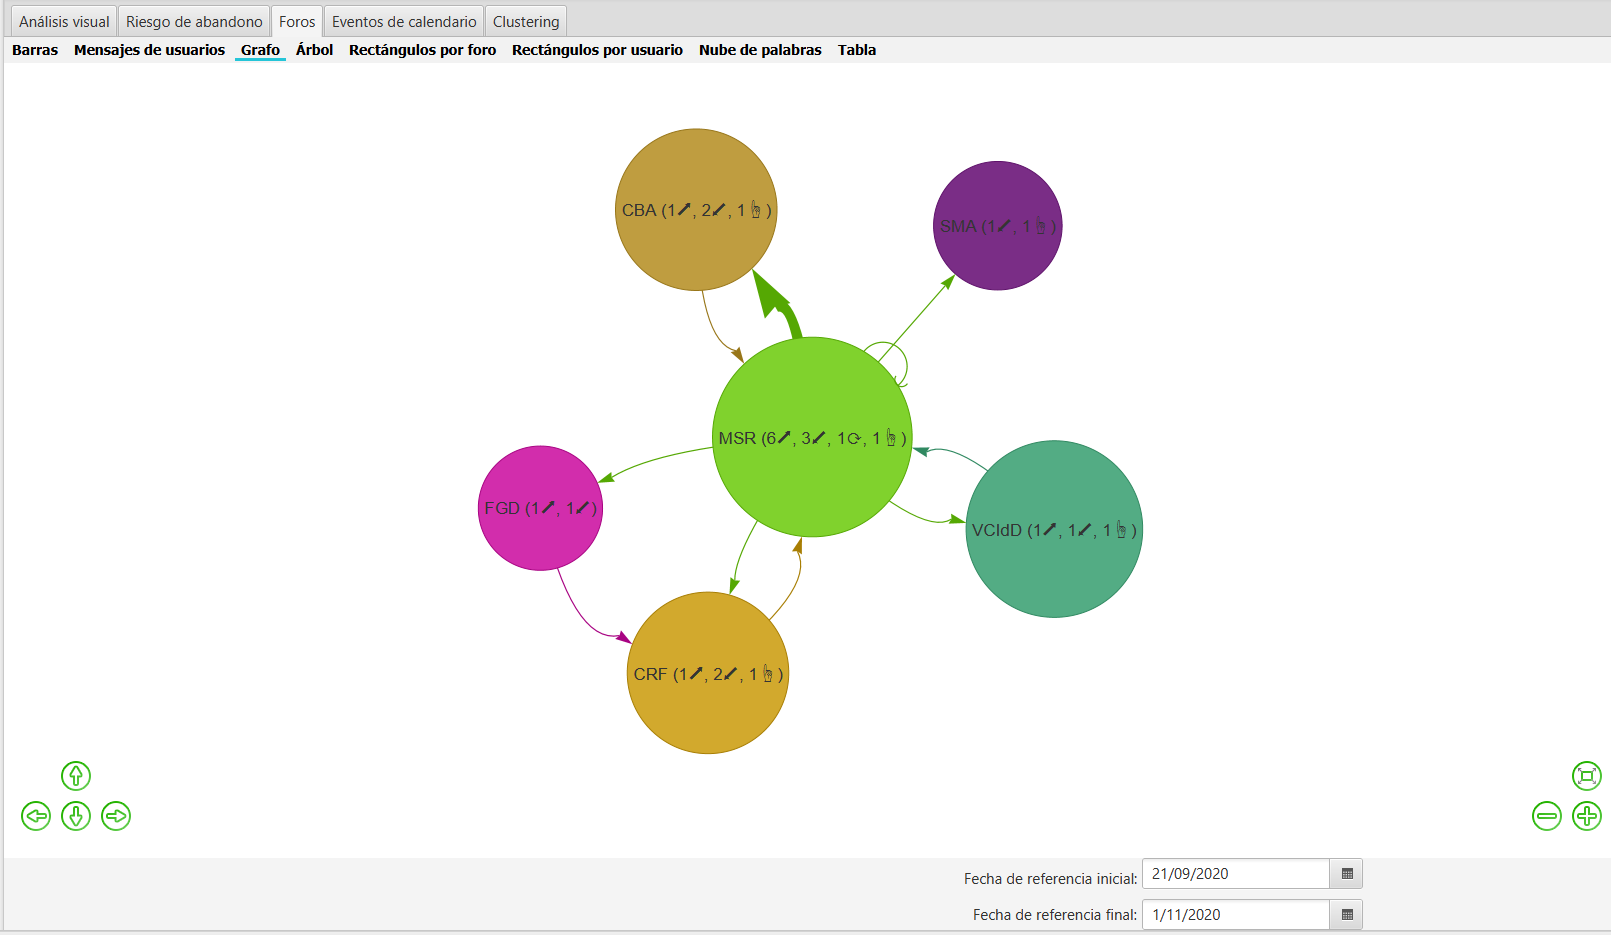 Análisis visual Riesgo de abandono Foros Eventos de calendario Clustering
Barras Mensajes de usuarios Grafo Árbol Rectángulos por foro Rectángulos por usuario Nube de palabras Tabla
CBA (1⬈, 2⬋, 1☝)
SMA (1⬋, 1☝)
MSR (6⬈, 3⬋, 1⟳, 1☝)
FGD (1⬈, 1⬋)
VCIdD (1⬈, 1⬋, 1☝)
CRF (1⬈, 2⬋, 1☝)
Fecha de referencia inicial: 21/09/2020
Fecha de referencia final: 1/11/2020